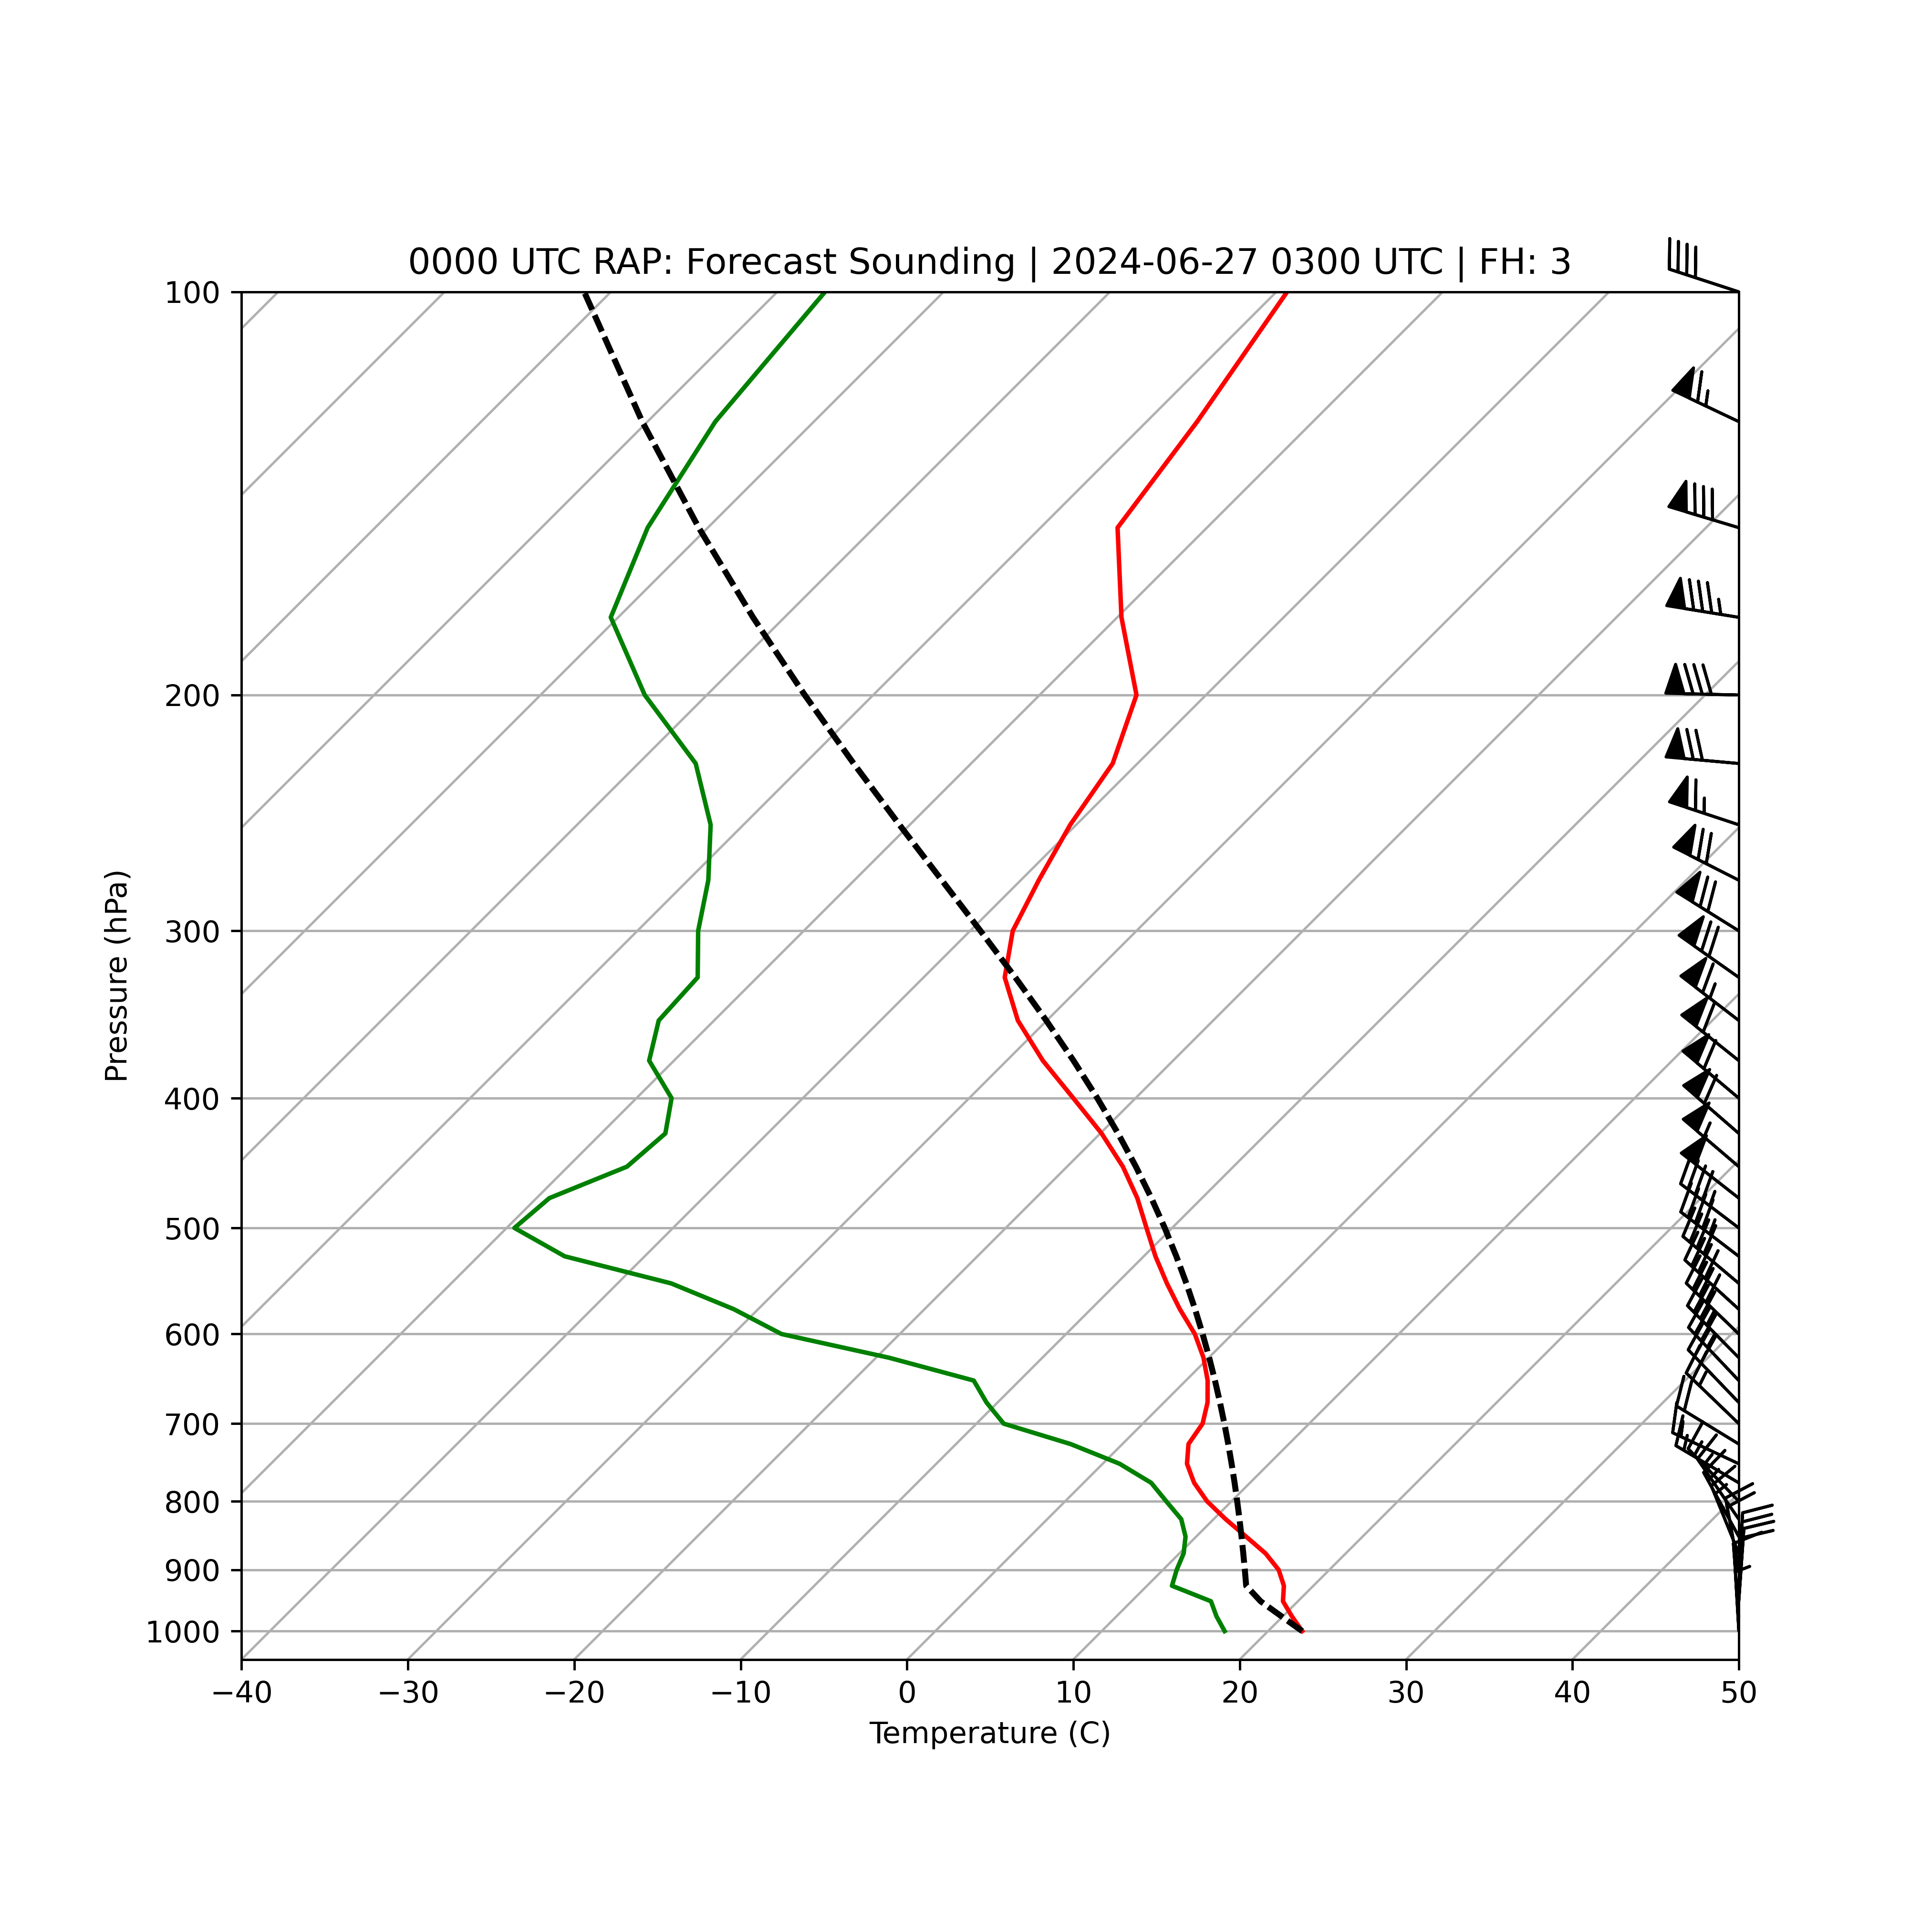 0000 UTC RAP: Forecast Sounding | 2024-06-27 0300 UTC | FH: 3
100
200
300
400
500
600
700
800
900
1000
Pressure (hPa)
−40 −30 −20 −10 0 10 20 30 40 50
Temperature (C)